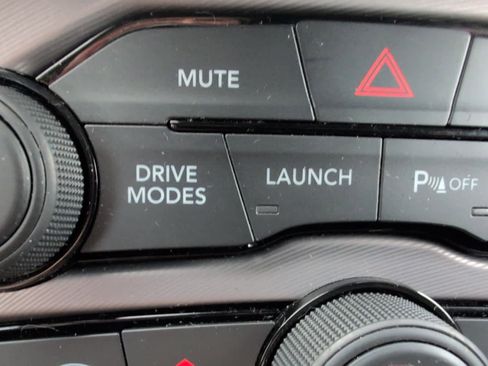 MUTE
DRIVE
MODES
LAUNCH
P OFF